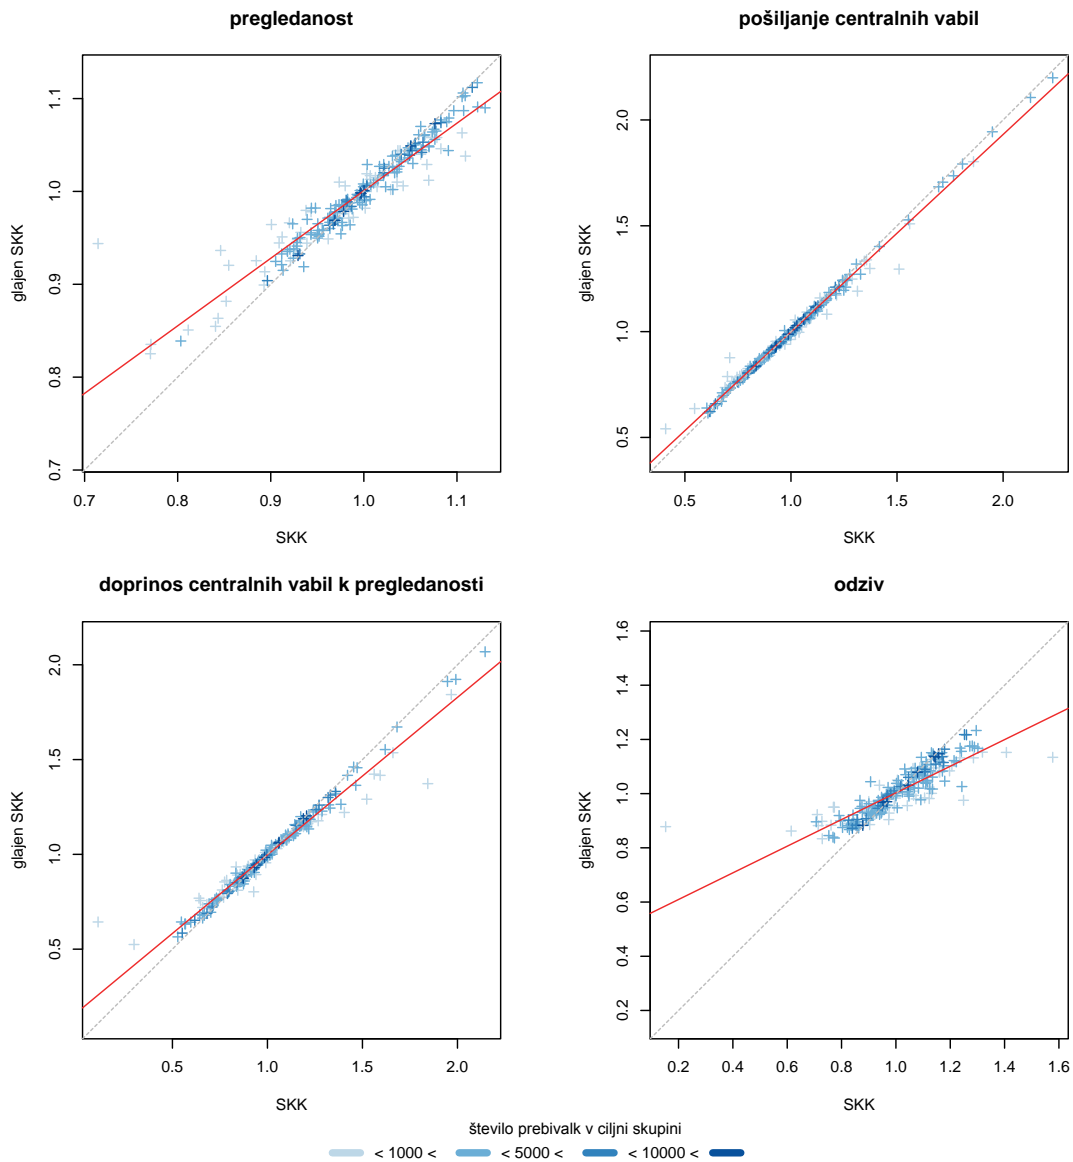 pregledanost
glajen SKK
1.1
1.0
0.9
0.8
0.7
0.7 0.8 0.9 1.0 1.1
SKK
pošiljanje centralnih vabil
glajen SKK
2.0
1.5
1.0
0.5
0.5 1.0 1.5 2.0
SKK
doprinos centralnih vabil k pregledanosti
glajen SKK
2.0
1.5
1.0
0.5
0.5 1.0 1.5 2.0
SKK
odziv
glajen SKK
1.6
1.4
1.2
1.0
0.8
0.6
0.4
0.2
0.2 0.4 0.6 0.8 1.0 1.2 1.4 1.6
SKK
število prebivalk v ciljni skupini
< 1000 < < 5000 < < 10000 <